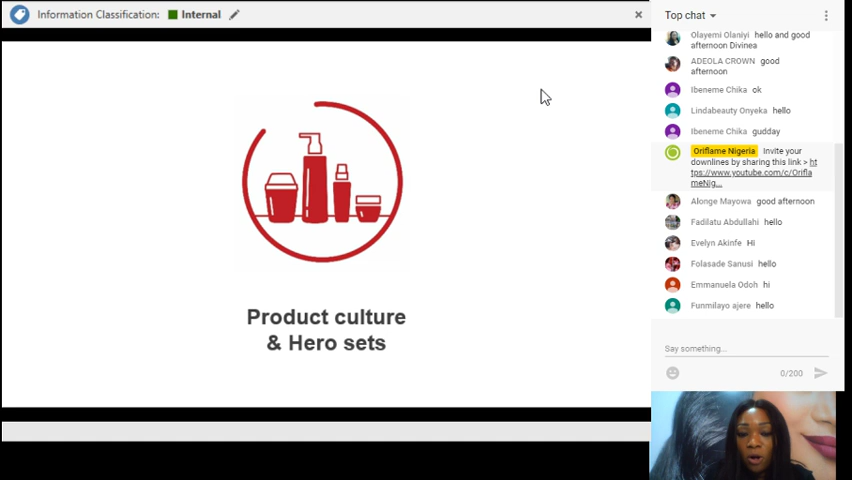 Information Classification: Internal
Product culture
& Hero sets
Top chat
Olayemi Olaniyi hello and good
afternoon Divinea
ADEOLA CROWN good
afternoon
Ibeneme Chika ok
Lindabeauty Onyeka hello
Ibeneme Chika gudday
Oriflame Nigeria Invite your
downlines by sharing this link > ht
tps://www.youtube.com/c/Orifla
meNig...
Alonge Mayowa good afternoon
Fadilatu Abdullahi hello
Evelyn Akinfe Hi
Folasade Sanusi hello
Emmanuela Odoh hi
Funmilayo ajere hello
Say something...
0/200